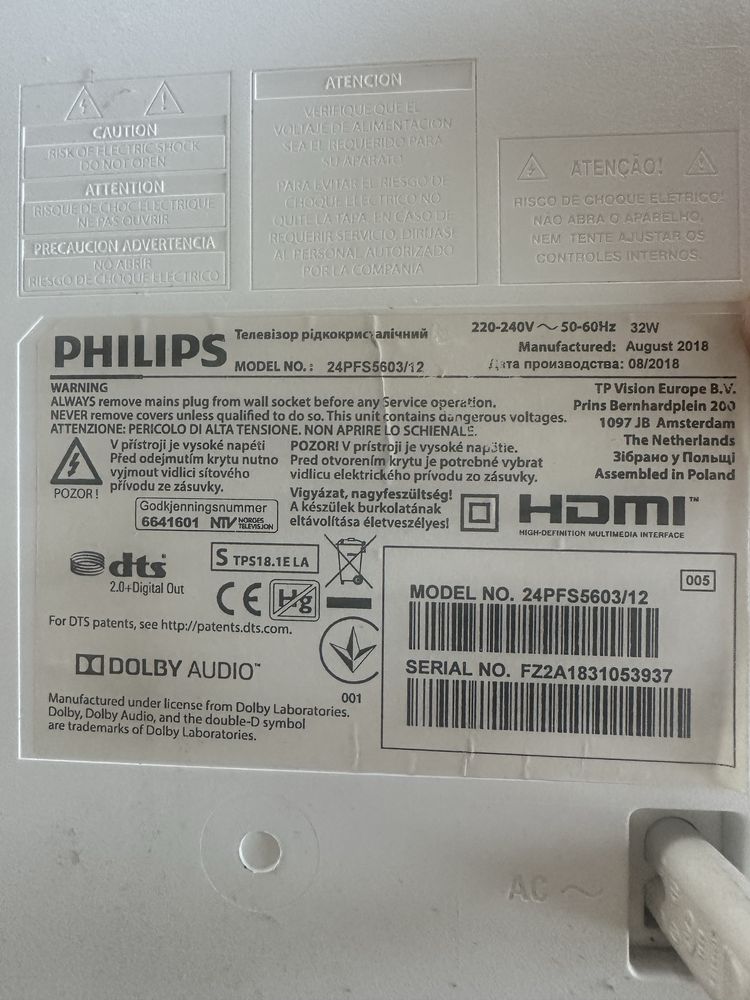 CAUTION
RISK OF ELECTRIC SHOCK
DO NOT OPEN
ATTENTION
RISQUE DE CHOC ELECTRIQUE
NE PAS OUVRIR
PRECAUCION ADVERTENCIA
NO ABRIR
RIESGO DE CHOQUE ELECTRICO
ATENCION
VERIFIQUE QUE EL
VOLTAJE DE ALIMENTACION
SEA EL REQUERIDO PARA
SU APARATO
PARA EVITAR EL RIESGO DE
CHOQUE ELECTRICO NO
QUITE LA TAPA, EN CASO DE
REQUERIR SERVICIO, DIRIJASE
AL PERSONAL AUTORIZADO
POR LA COMPAÑIA
ATENÇÃO!
RISCO DE CHOQUE ELÉTRICO!
NÃO ABRA O APARELHO,
NEM TENTE AJUSTAR OS
CONTROLES INTERNOS.
PHILIPS
Телевізор рідкокристалічний
MODEL NO.: 24PFS5603/12
220-240V ~ 50-60Hz 32W
Manufactured: August 2018
Дата производства: 08/2018
WARNING
ALWAYS remove mains plug from wall socket before any Service operation.
NEVER remove covers unless qualified to do so. This unit contains dangerous voltages.
ATTENZIONE: PERICOLO DI ALTA TENSIONE. NON APRIRE LO SCHIENALE.
TP Vision Europe B.V.
Prins Bernhardplein 200
1097 JB Amsterdam
The Netherlands
Зібрано у Польщі
Assembled in Poland
POZOR!
V přístroji je vysoké napětí
Před odejmutím krytu nutno
vyjmout vidlici síťového
přívodu ze zásuvky.
POZOR! V prístroji je vysoke napätie.
Pred otvorením krytu je potrebné vybrat
vidlicu elektrického prívodu zo zásuvky.
Godkjenningsnummer
6641601 NTV NORGES TELEVISJON
Vigyázat, nagyfeszültség!
A készülek burkolatának
eltávolítása életveszélyes!
HDMI™
HIGH-DEFINITION MULTIMEDIA INTERFACE
dts
2.0+Digital Out
S TPS18.1E LA
CE
Hg
For DTS patents, see http://patents.dts.com.
DOLBY AUDIO™
001
Manufactured under license from Dolby Laboratories.
Dolby, Dolby Audio, and the double-D symbol
are trademarks of Dolby Laboratories.
005
MODEL NO. 24PFS5603/12
SERIAL NO. FZ2A1831053937
AC ~